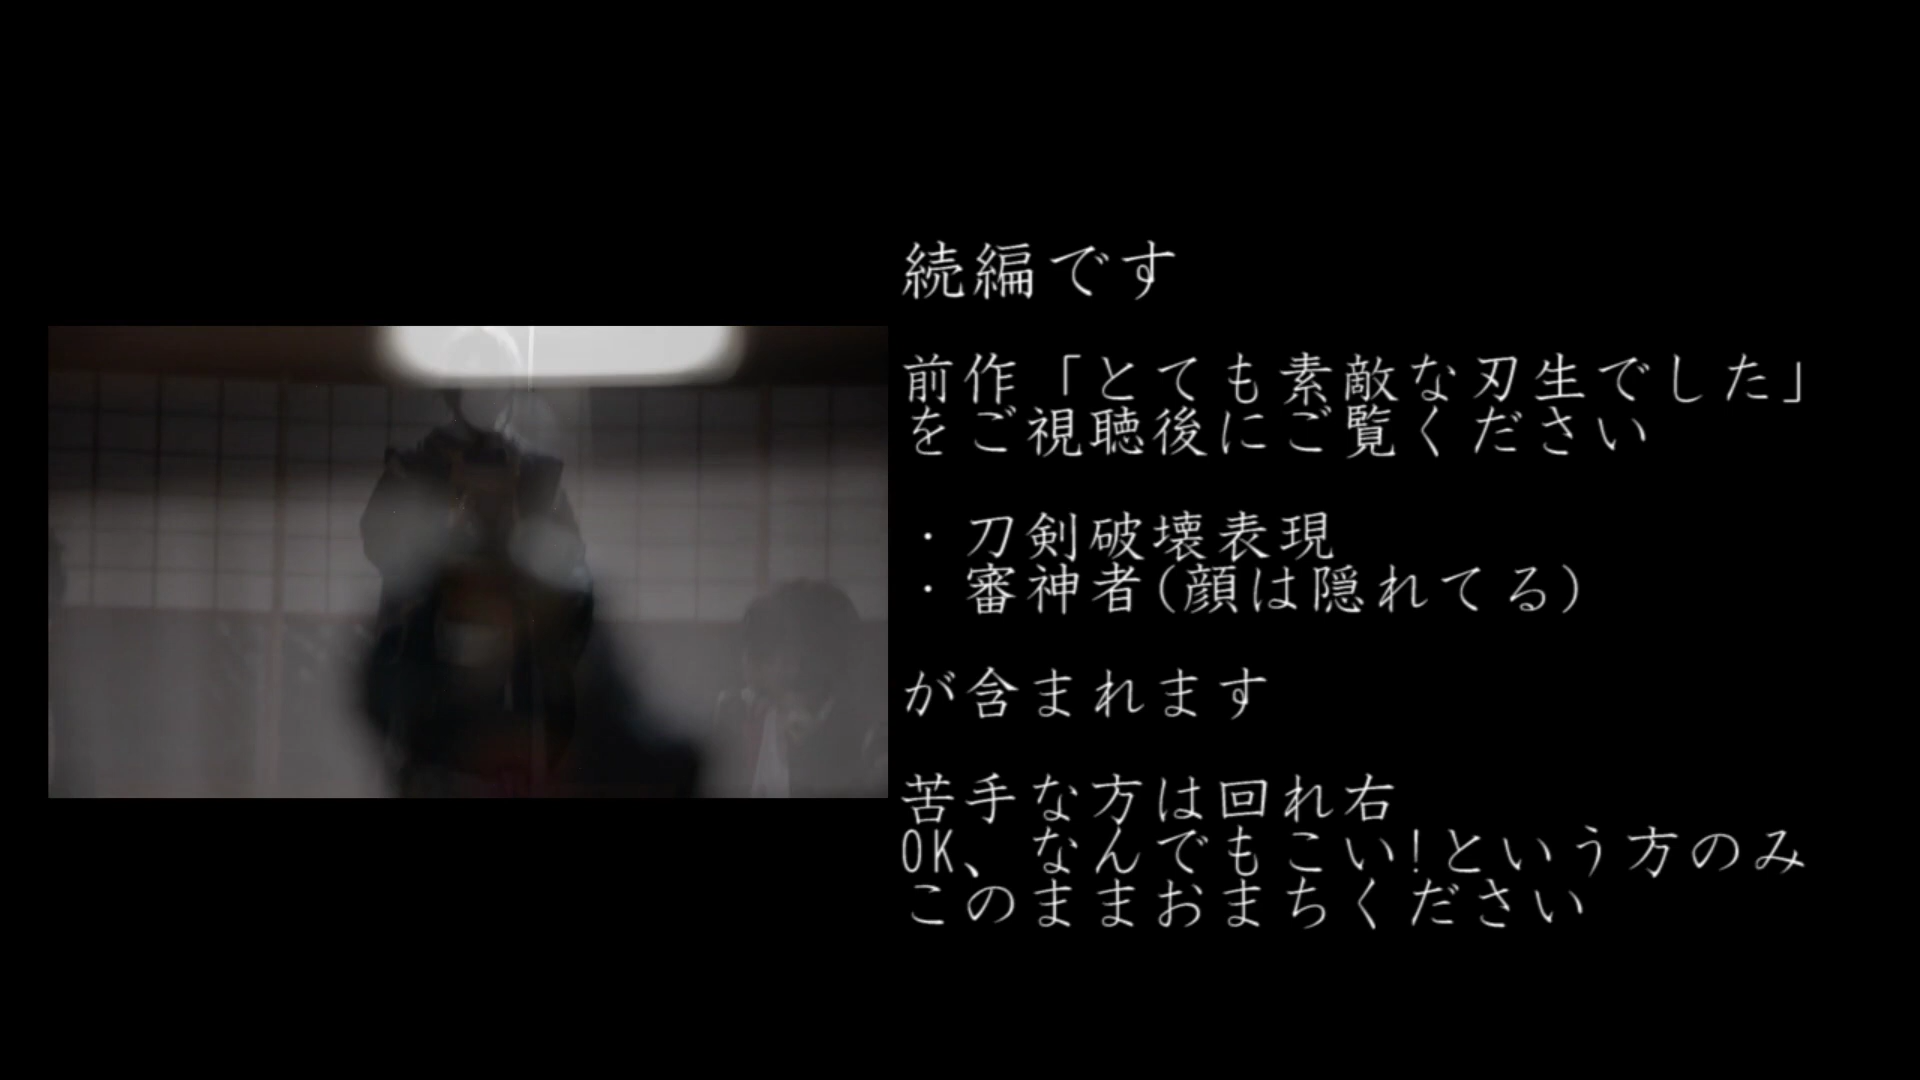 続編です
前作「とても素敵な刃生でした」
をご視聴後にご覧ください
・刀剣破壊表現
・審神者(顔は隠れてる)
が含まれます
苦手な方は回れ右
OK、なんでもこい!という方のみ
このままおまちください